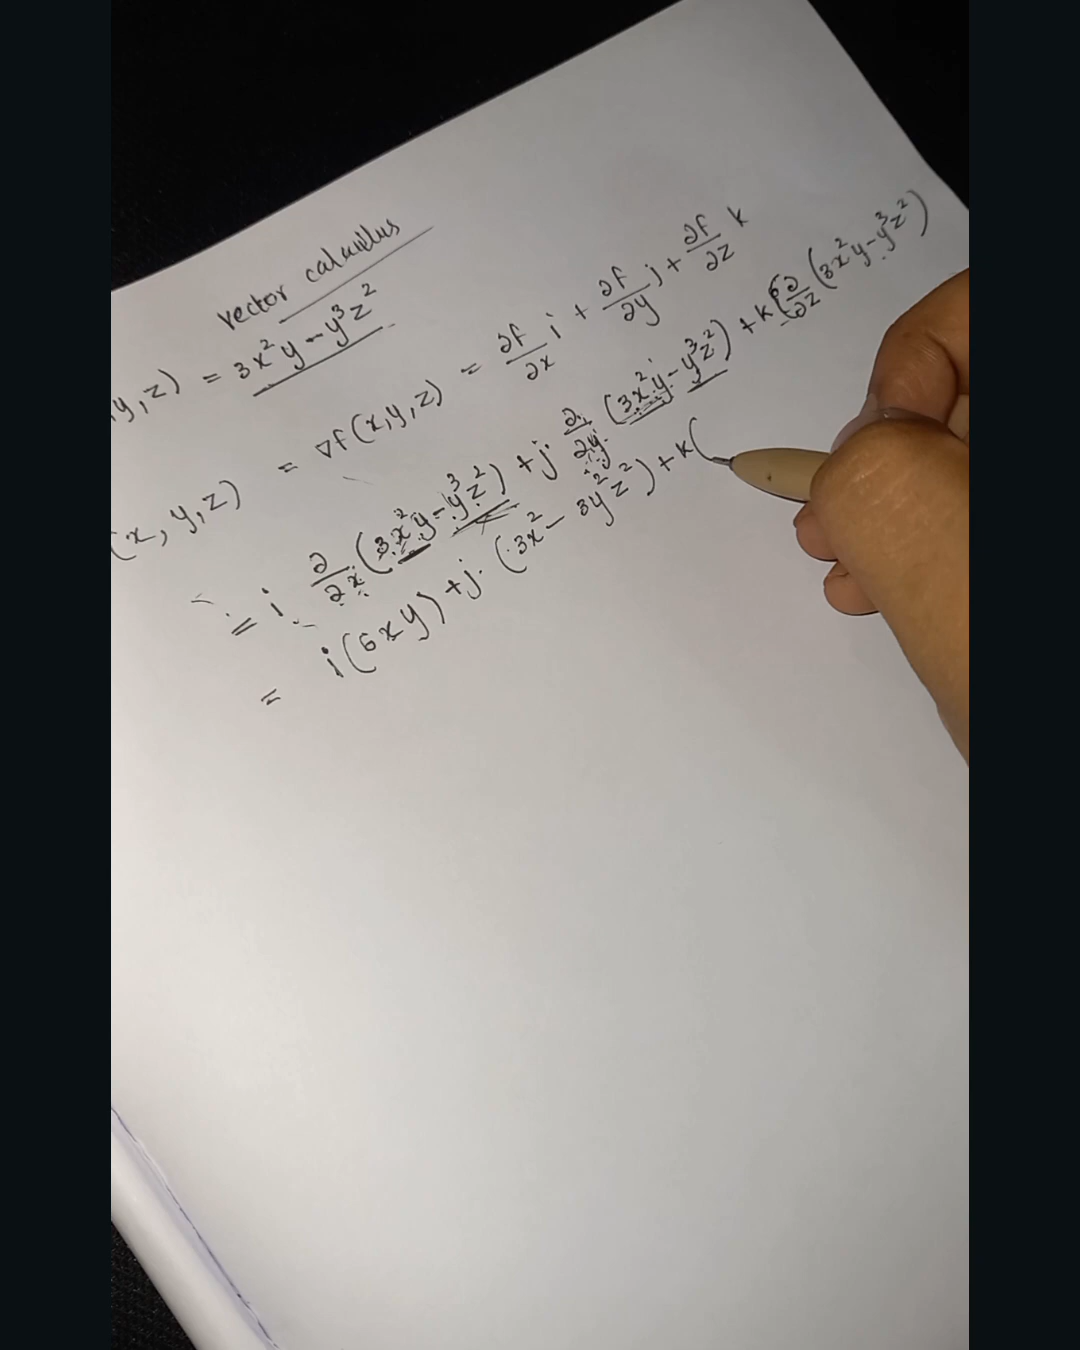 vector calculus
y,z) = 3x²y - y³z²
(x, y, z) = ∇f(x,y,z) = ∂f/∂x i + ∂f/∂y j + ∂f/∂z k
= i. ∂/∂x (3x²y - y³z²) + j. ∂/∂y (3x²y - y³z²) + k ∂/∂z (3x²y - y³z²)
= i(6xy) + j. (3x² - 3y²z²) + k(